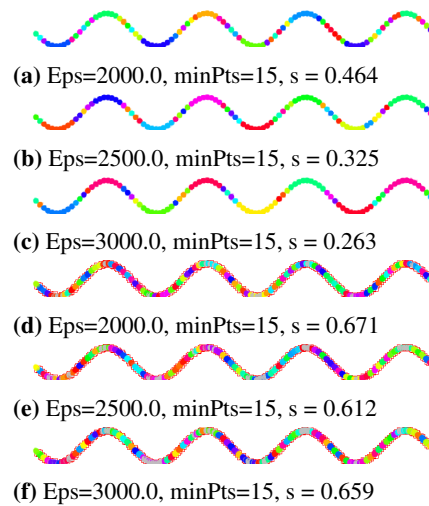 (a) Eps=2000.0, minPts=15, s = 0.464
(b) Eps=2500.0, minPts=15, s = 0.325
(c) Eps=3000.0, minPts=15, s = 0.263
(d) Eps=2000.0, minPts=15, s = 0.671
(e) Eps=2500.0, minPts=15, s = 0.612
(f) Eps=3000.0, minPts=15, s = 0.659